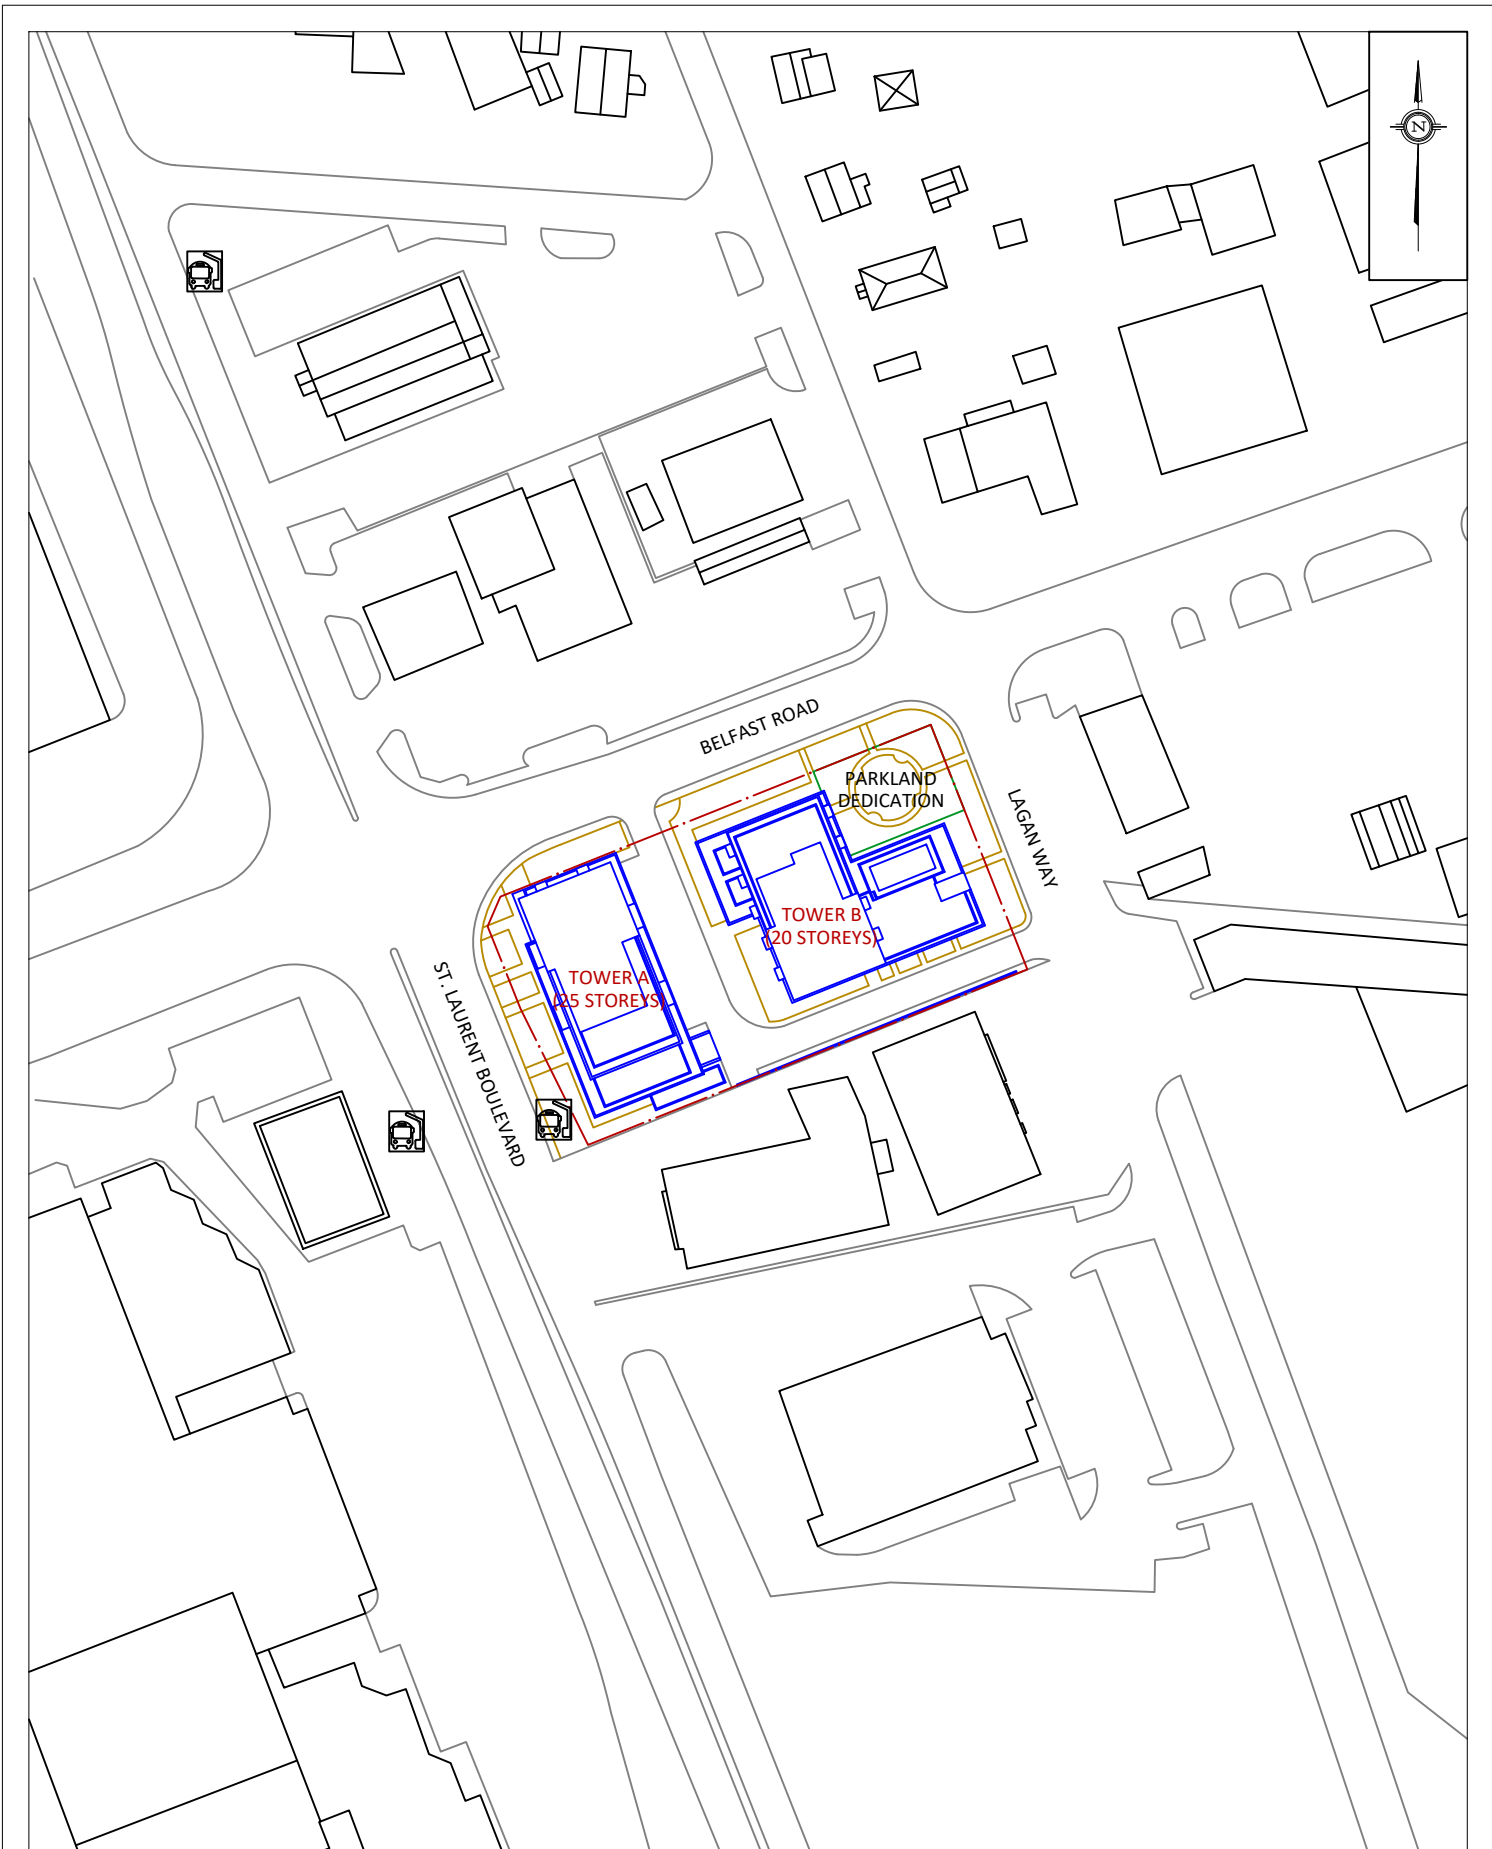 N
BELFAST ROAD
PARKLAND
DEDICATION
LAGAN WAY
TOWER B
(20 STOREYS)
TOWER A
(25 STOREYS)
ST. LAURENT BOULEVARD